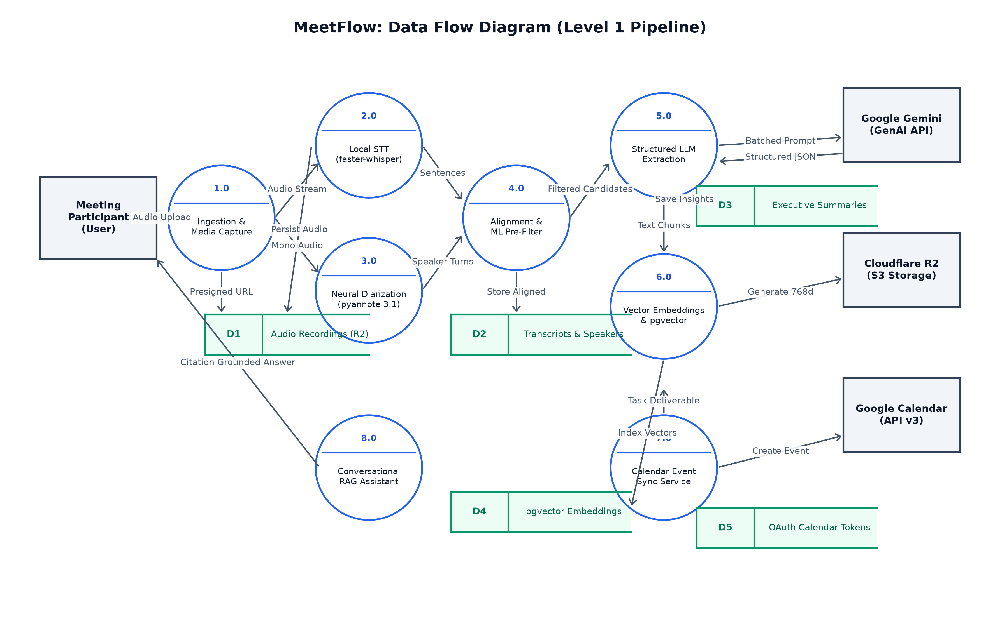 MeetFlow: Data Flow Diagram (Level 1 Pipeline)
2.0
Local STT
(faster-whisper)
5.0
Structured LLM
Extraction
Google Gemini
(GenAI API)
Batched Prompt
Structured JSON
Meeting
Participant
(User)
Audio Upload
1.0
Ingestion &
Media Capture
Audio Stream
Persist Audio
Mono Audio
Sentences
4.0
Alignment &
ML Pre-Filter
Filtered Candidates
Save Insights
D3
Executive Summaries
Text Chunks
3.0
Neural Diarization
(pyannote 3.1)
Speaker Turns
6.0
Vector Embeddings
& pgvector
Cloudflare R2
(S3 Storage)
Generate 768d
Presigned URL
Store Aligned
D1
Audio Recordings (R2)
D2
Transcripts & Speakers
Citation Grounded Answer
Task Deliverable
Index Vectors
7.0
Calendar Event
Sync Service
Google Calendar
(API v3)
Create Event
8.0
Conversational
RAG Assistant
D4
pgvector Embeddings
D5
OAuth Calendar Tokens